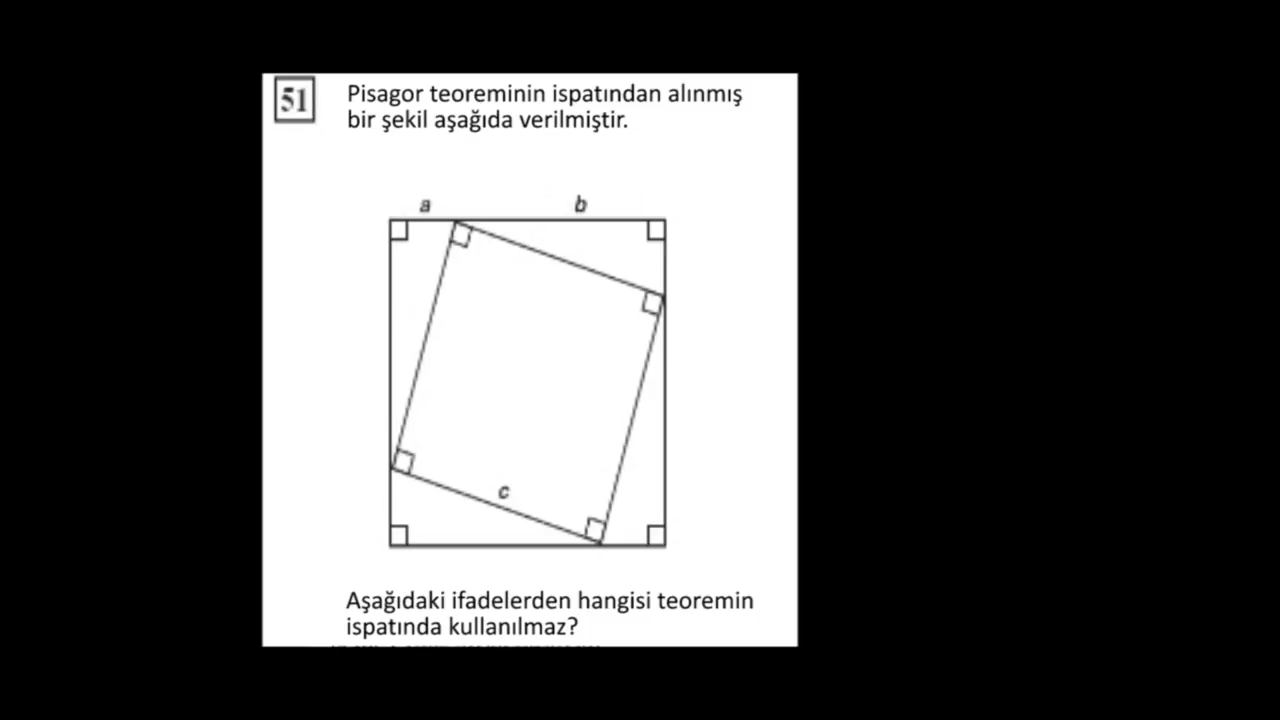 51
Pisagor teoreminin ispatından alınmış
bir şekil aşağıda verilmiştir.
a
b
c
Aşağıdaki ifadelerden hangisi teoremin
ispatında kullanılmaz?